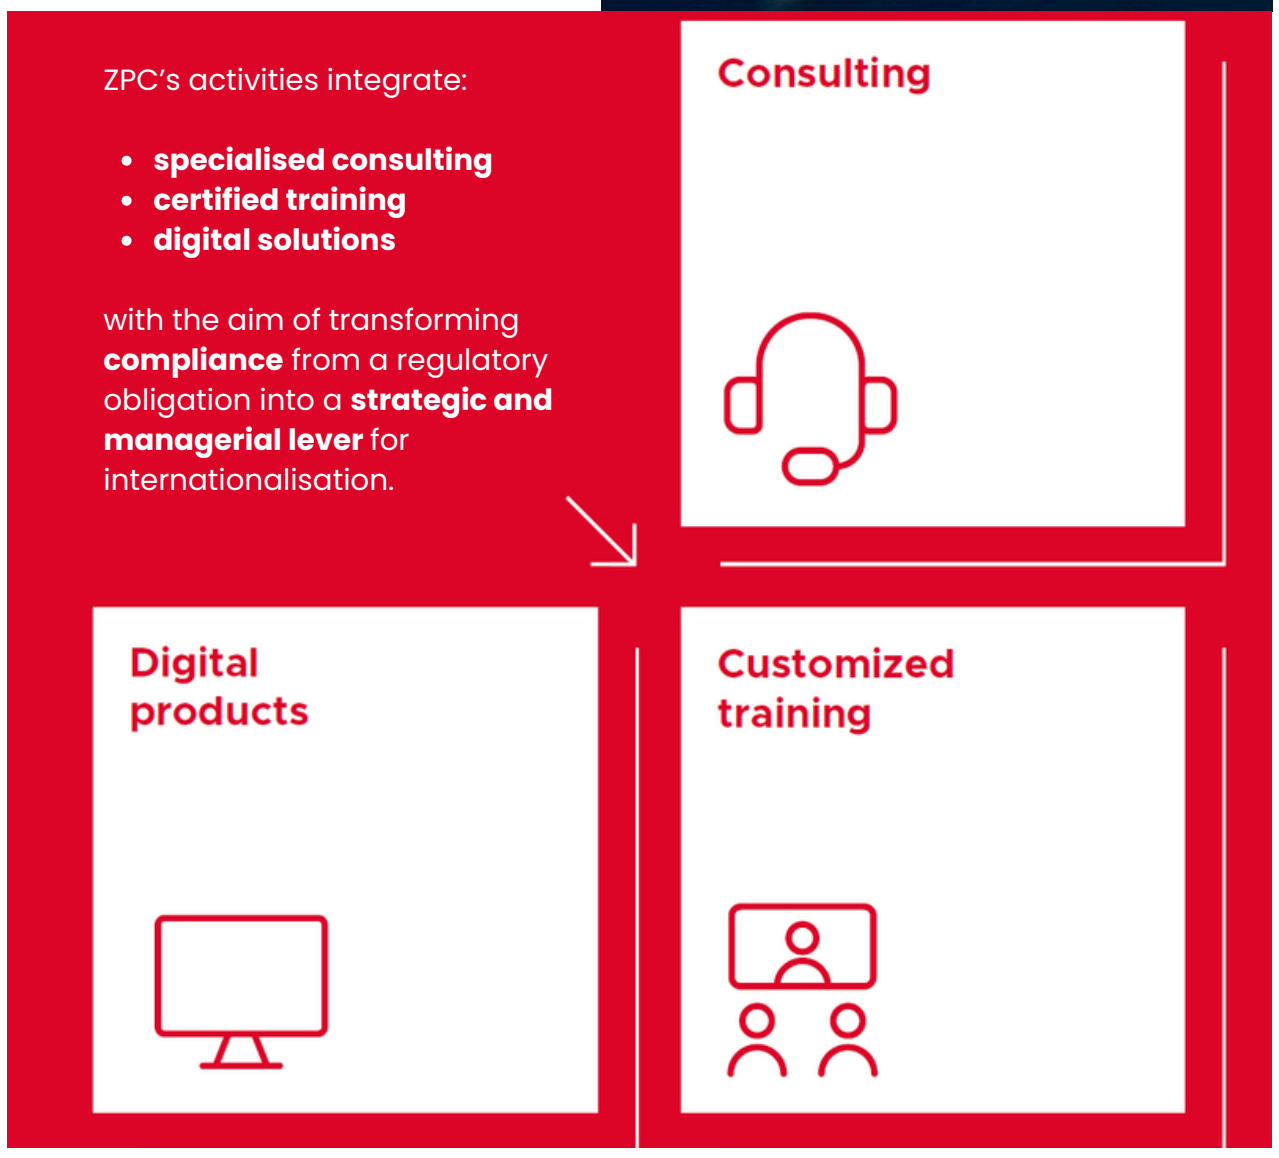 ZPC’s activities integrate:
• specialised consulting
• certified training
• digital solutions
with the aim of transforming
compliance from a regulatory
obligation into a strategic and
managerial lever for
internationalisation.
Consulting
Digital
products
Customized
training